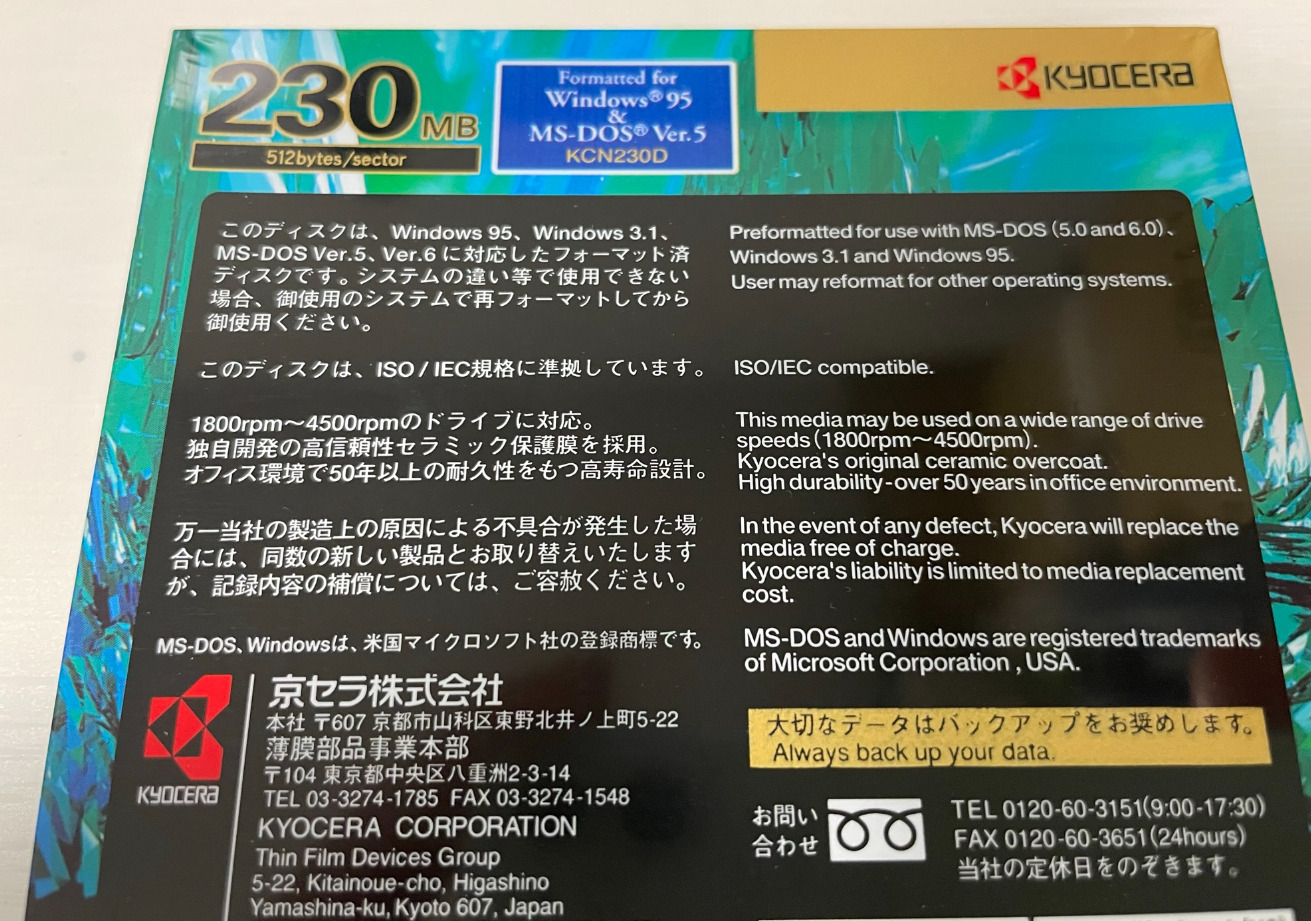 230MB
512bytes/sector
Formatted for
Windows®95
&
MS-DOS® Ver.5
KCN230D
KYOCERA
このディスクは、Windows 95、Windows 3.1、
MS-DOS Ver.5、Ver.6 に対応したフォーマット済
ディスクです。システムの違い等で使用できない
場合、御使用のシステムで再フォーマットしてから
御使用ください。
このディスクは、ISO / IEC規格に準拠しています。
1800rpm～4500rpmのドライブに対応。
独自開発の高信頼性セラミック保護膜を採用。
オフィス環境で50年以上の耐久性をもつ高寿命設計。
万一当社の製造上の原因による不具合が発生した場
合には、同数の新しい製品とお取り替えいたします
が、記録内容の補償については、ご容赦ください。
MS-DOS、Windowsは、米国マイクロソフト社の登録商標です。
Preformatted for use with MS-DOS (5.0 and 6.0)、
Windows 3.1 and Windows 95.
User may reformat for other operating systems.
ISO/IEC compatible.
This media may be used on a wide range of drive
speeds (1800rpm～4500rpm).
Kyocera's original ceramic overcoat.
High durability-over 50 years in office environment.
In the event of any defect, Kyocera will replace the
media free of charge.
Kyocera's liability is limited to media replacement
cost.
MS-DOS and Windows are registered trademarks
of Microsoft Corporation , USA.
KYOCERA
京セラ株式会社
本社 〒607 京都市山科区東野北井ノ上町5-22
薄膜部品事業本部
〒104 東京都中央区八重洲2-3-14
TEL 03-3274-1785 FAX 03-3274-1548
KYOCERA CORPORATION
Thin Film Devices Group
5-22, Kitainoue-cho, Higashino
Yamashina-ku, Kyoto 607, Japan
大切なデータはバックアップをお奨めします。
Always back up your data.
お問い
合わせ
TEL 0120-60-3151(9:00-17:30)
FAX 0120-60-3651(24hours)
当社の定休日をのぞきます。